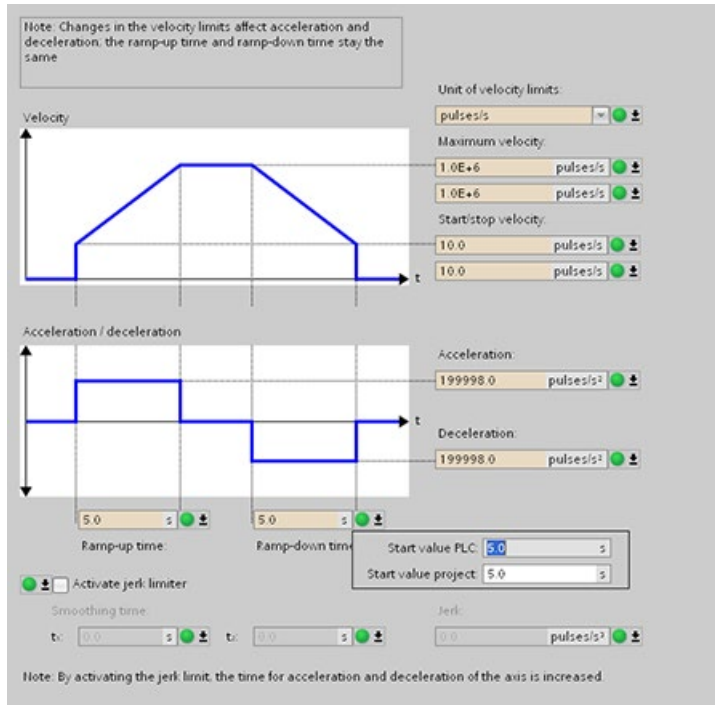 Note: Changes in the velocity limits affect acceleration and
deceleration; the ramp-up time and ramp-down time stay the
same
Unit of velocity limits:
pulses/s
Velocity
Maximum velocity:
1.0E+6 pulses/s
1.0E+6 pulses/s
Start/stop velocity:
10.0 pulses/s
10.0 pulses/s
t
Acceleration / deceleration
Acceleration:
199998.0 pulses/s²
t
Deceleration:
199998.0 pulses/s²
5.0 s
5.0 s
Ramp-up time:
Ramp-down time
Start value PLC: 5.0 s
Start value project: 5.0 s
Activate jerk limiter
Smoothing time:
Jerk:
0.0 s
0.0 s
0.0 pulses/s³
Note: By activating the jerk limit, the time for acceleration and deceleration of the axis is increased.